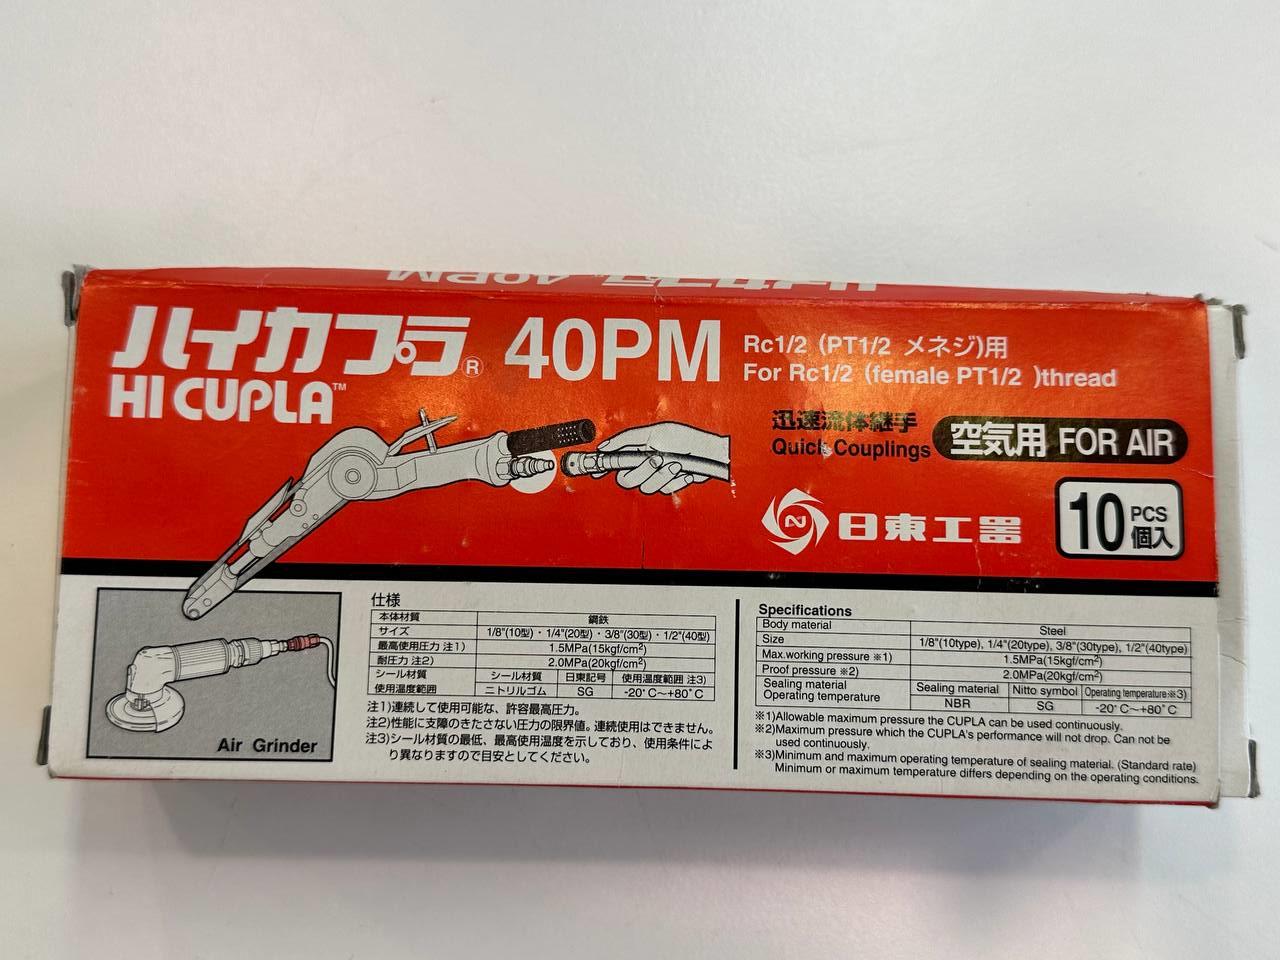 ハイカプラ® 40PM
ハイカプラ® 40PM
HI CUPLA™
Rc1/2 (PT1/2 メネジ)用
For Rc1/2 (female PT1/2 )thread
迅速流体継手
Quick Couplings
空気用 FOR AIR
日東工器
10 PCS 個入
Air Grinder
仕様
本体材質 鋼鉄
サイズ 1/8"(10型)・1/4"(20型)・3/8"(30型)・1/2"(40型)
最高使用圧力 注1) 1.5MPa(15kgf/cm²)
耐圧力 注2) 2.0MPa(20kgf/cm²)
シール材質 シール材質 日東記号 使用温度範囲 注3)
使用温度範囲 ニトリルゴム SG -20°C~+80°C
注1)連続して使用可能な、許容最高圧力。
注2)性能に支障のきたさない圧力の限界値。連続使用はできません。
注3)シール材質の最低、最高使用温度を示しており、使用条件によ
り異なりますので目安としてください。
Specifications
Body material Steel
Size 1/8"(10type), 1/4"(20type), 3/8"(30type), 1/2"(40type)
Max.working pressure ※1) 1.5MPa(15kgf/cm²)
Proof pressure ※2) 2.0MPa(20kgf/cm²)
Sealing material Sealing material Nitto symbol Operating temperature※3)
Operating temperature NBR SG -20°C~+80°C
※1)Allowable maximum pressure the CUPLA can be used continuously.
※2)Maximum pressure which the CUPLA's performance will not drop. Can not be
used continuously.
※3)Minimum and maximum operating temperature of sealing material. (Standard rate)
Minimum or maximum temperature differs depending on the operating conditions.